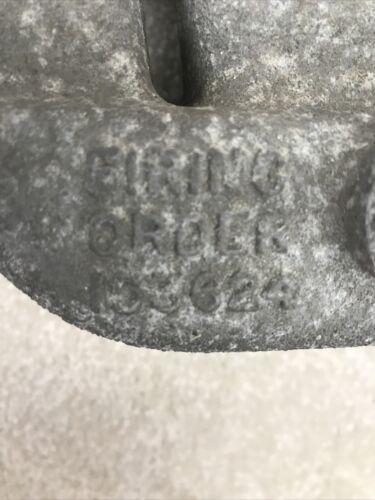 FIRING
ORDER
153624